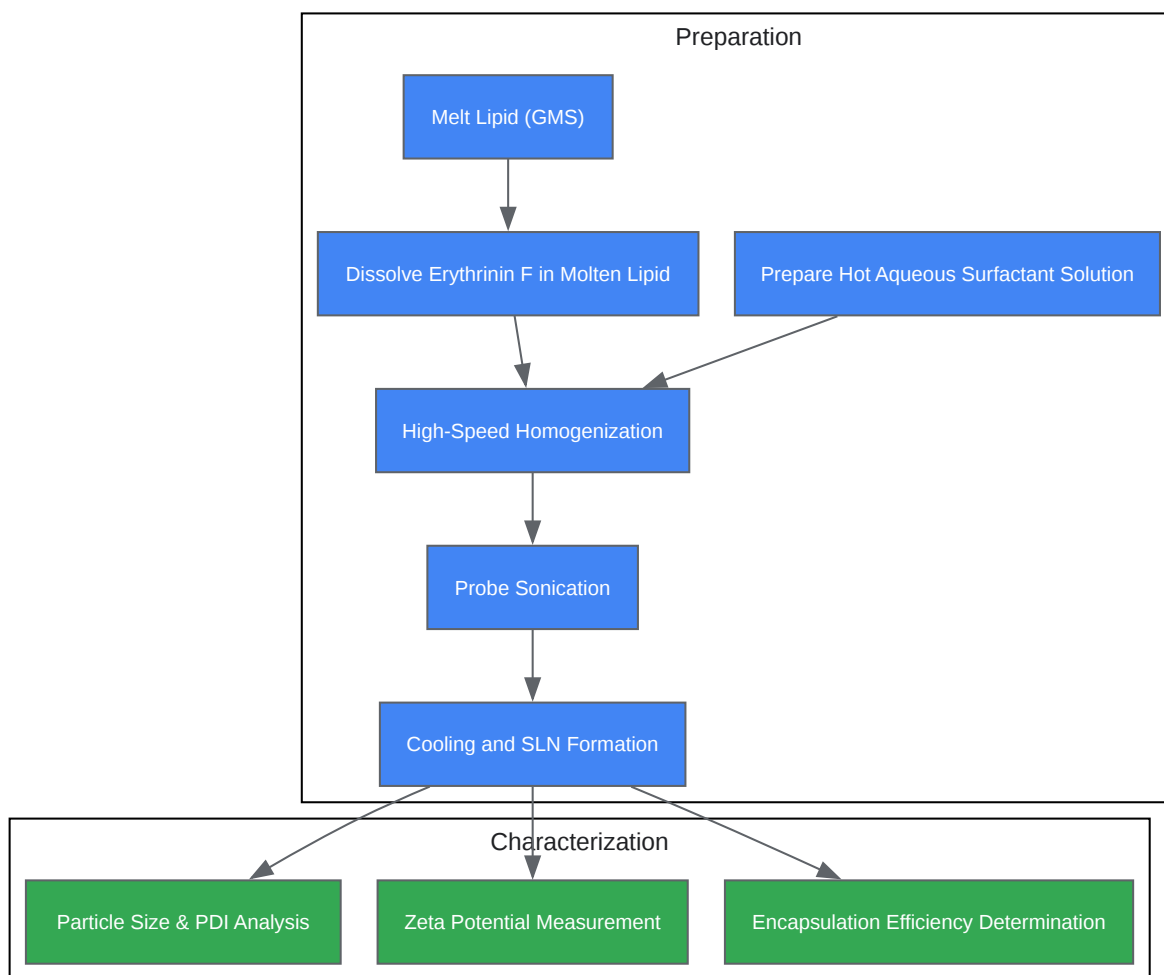 Preparation
Melt Lipid (GMS)
Dissolve Erythrinin F in Molten Lipid
Prepare Hot Aqueous Surfactant Solution
High-Speed Homogenization
Probe Sonication
Cooling and SLN Formation
Characterization
Particle Size & PDI Analysis
Zeta Potential Measurement
Encapsulation Efficiency Determination